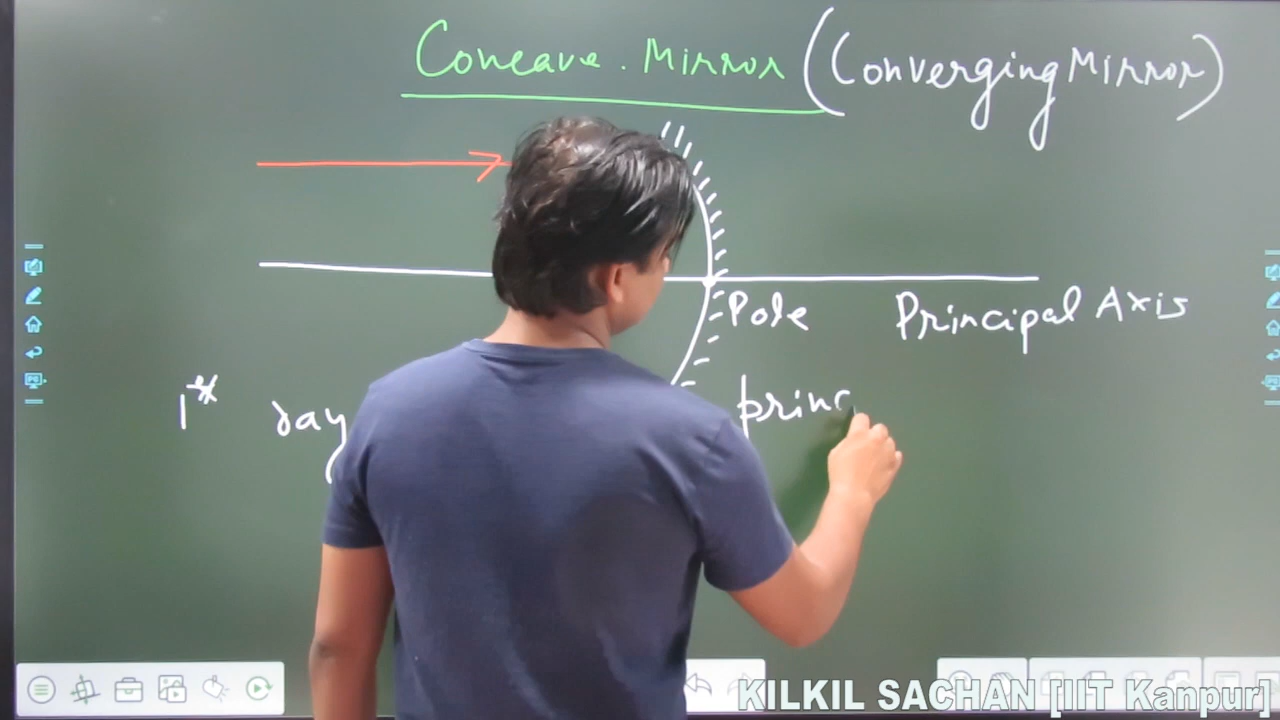 Concave. Mirror (Converging Mirror)
Pole Principal Axis
1st ray princ
KILKIL SACHAN [IIT Kanpur]